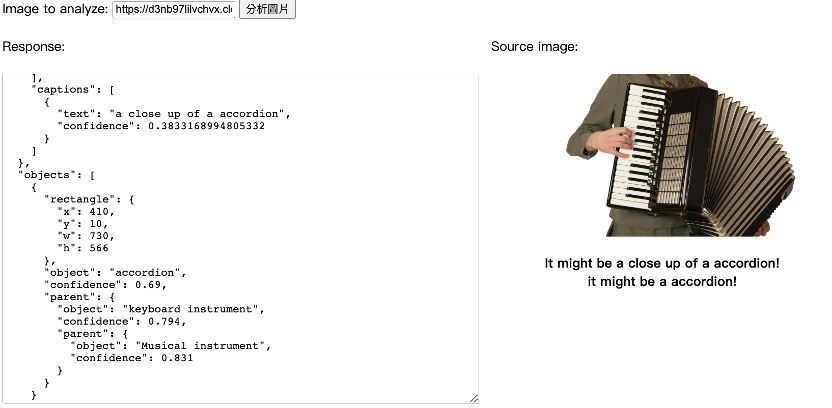 Image to analyze: https://d3nb97lilvchvx.cl 分析圖片
Response:
Source image:
],
"captions": [
{
"text": "a close up of a accordion",
"confidence": 0.3833168994805332
}
]
},
"objects": [
{
"rectangle": {
"x": 410,
"y": 10,
"w": 730,
"h": 566
},
"object": "accordion",
"confidence": 0.69,
"parent": {
"object": "keyboard instrument",
"confidence": 0.794,
"parent": {
"object": "Musical instrument",
"confidence": 0.831
}
}
}
It might be a close up of a accordion!
it might be a accordion!